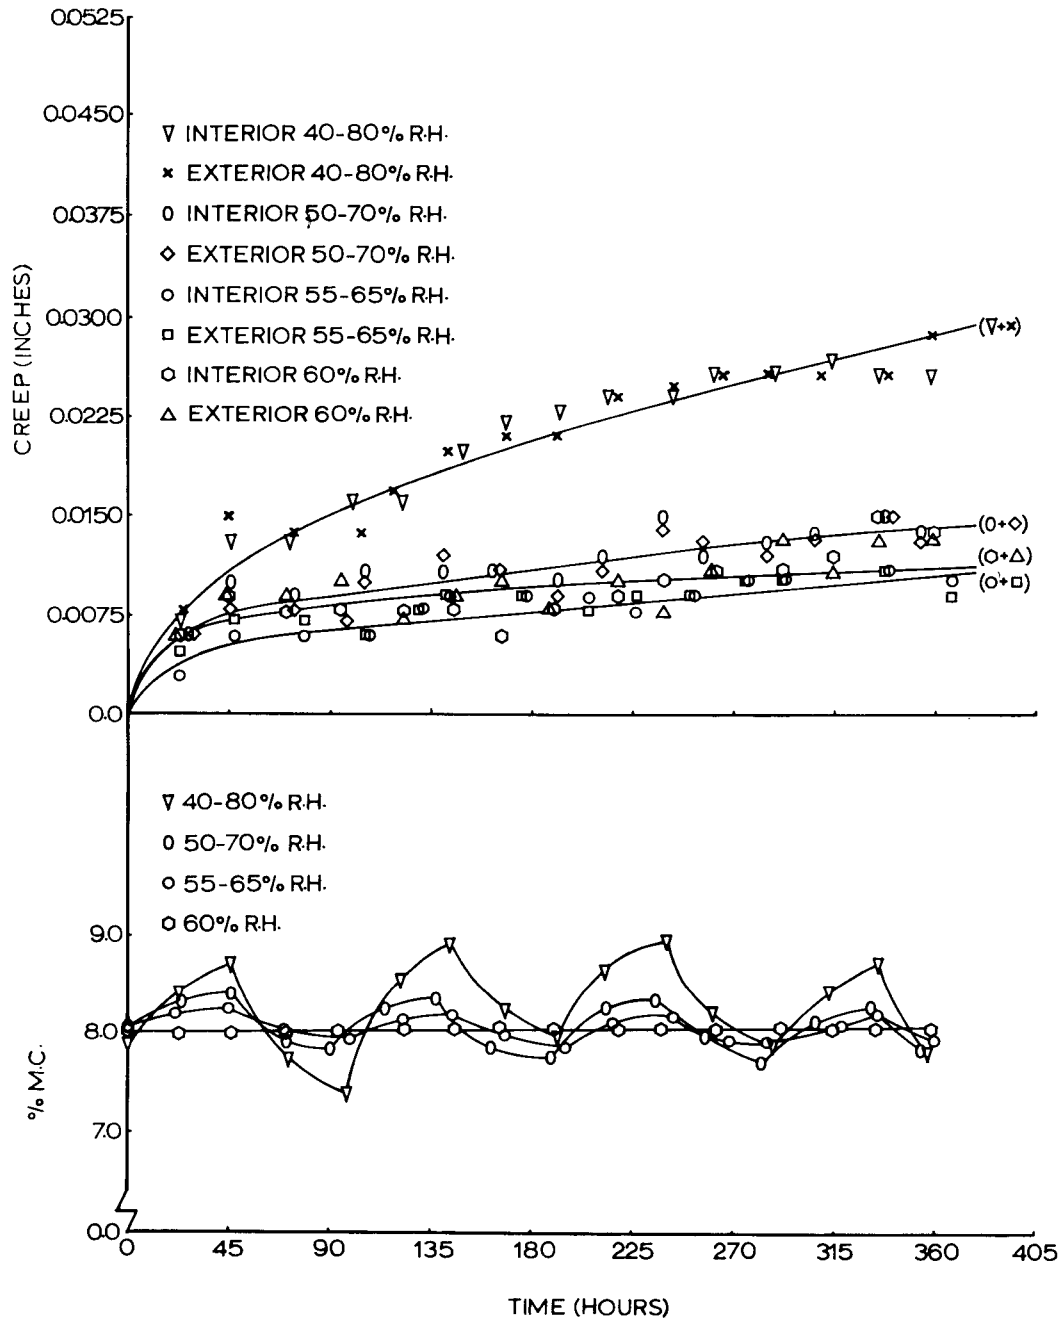 0.0525
0.0450
0.0375
0.0300
0.0225
0.0150
0.0075
0.0
CREEP (INCHES)
INTERIOR 40-80% R.H.
EXTERIOR 40-80% R.H.
INTERIOR 50-70% R.H.
EXTERIOR 50-70% R.H.
INTERIOR 55-65% R.H.
EXTERIOR 55-65% R.H.
INTERIOR 60% R.H.
EXTERIOR 60% R.H.
(▽+×)
(0+◇)
(⬡+△)
(○+□)
40-80% R.H.
50-70% R.H.
55-65% R.H.
60% R.H.
9.0
8.0
7.0
0.0
% M.C.
0 45 90 135 180 225 270 315 360 405
TIME (HOURS)